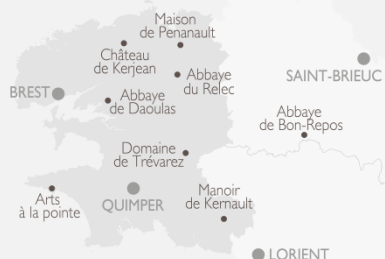 Maison
de Penanault
Château
de Kerjean
Abbaye
du Relec
SAINT-BRIEUC
BREST
Abbaye
de Daoulas
Abbaye
de Bon-Repos
Domaine
de Trévarez
Manoir
de Kernault
Arts
à la pointe
QUIMPER
LORIENT